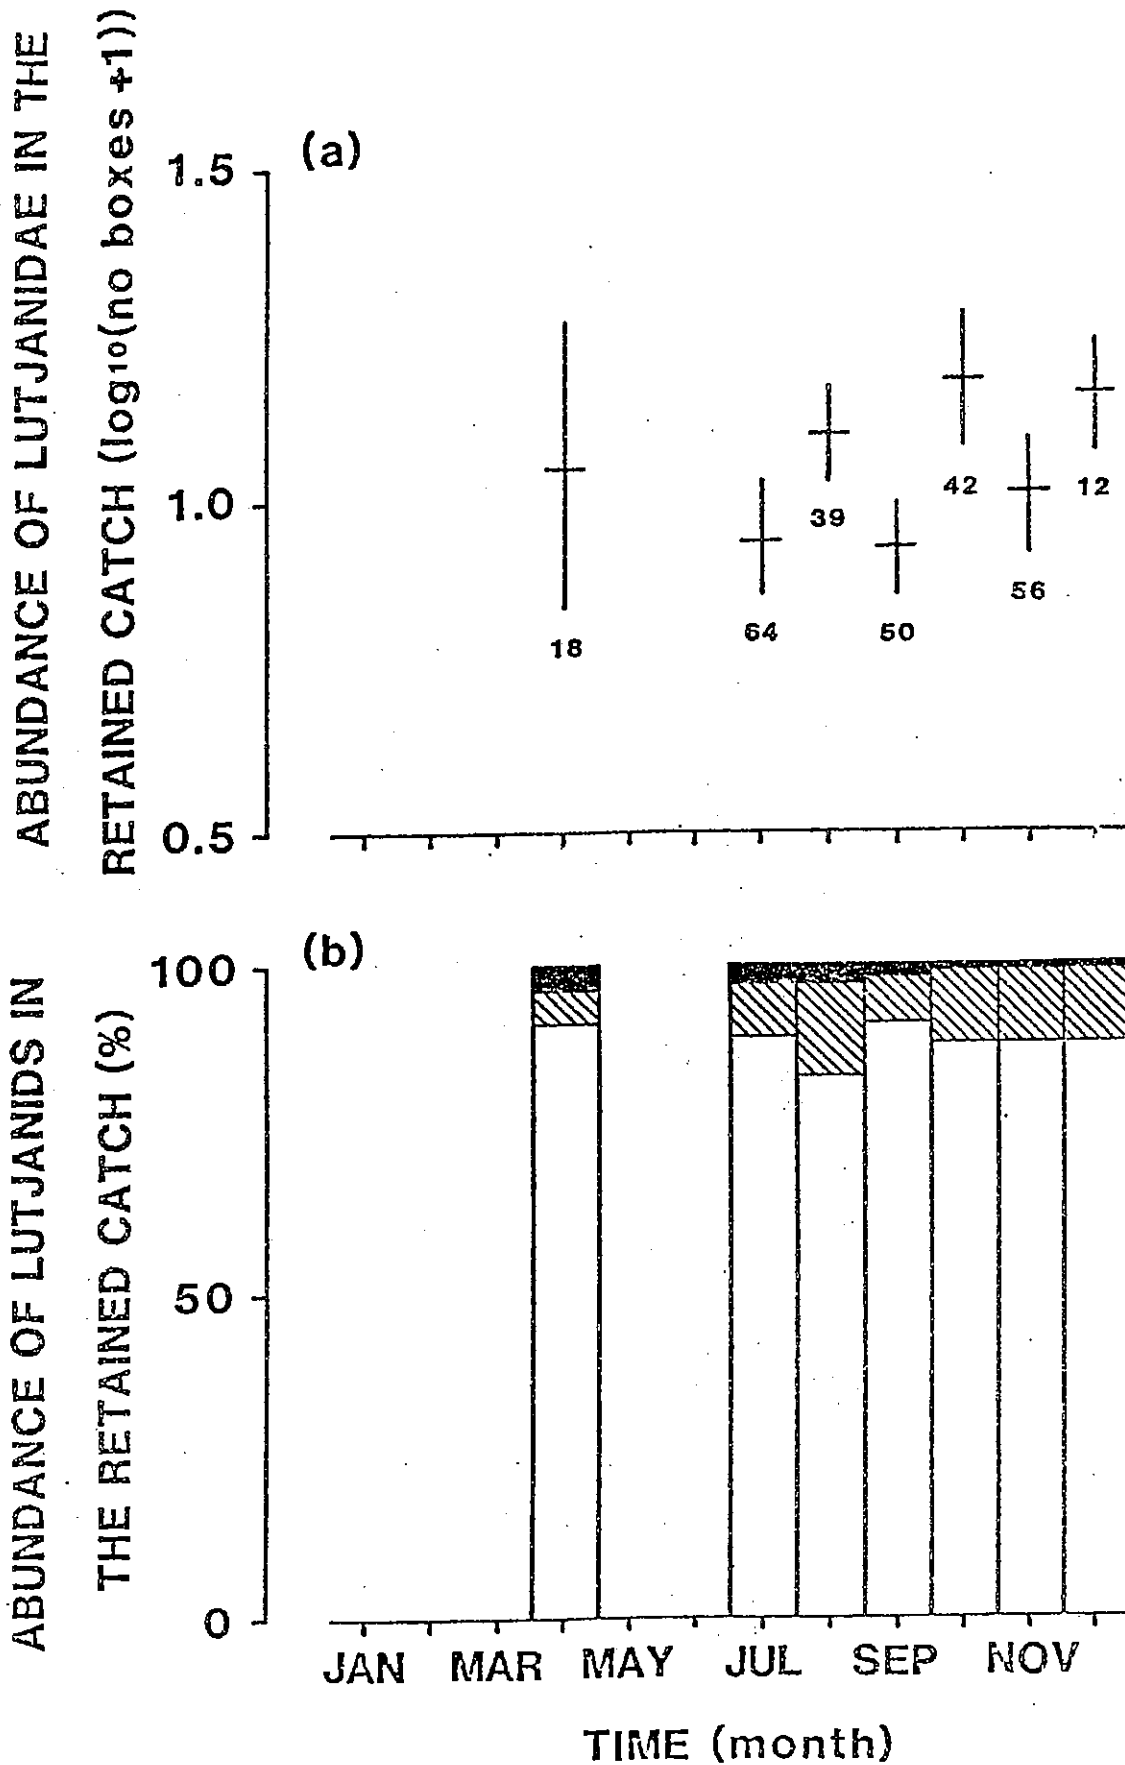 ABUNDANCE OF LUTJANIDAE IN THE
RETAINED CATCH (log¹⁰(no boxes +1))
(a)
1.5
1.0
0.5
18
64
39
50
42
56
12
ABUNDANCE OF LUTJANIDS IN
THE RETAINED CATCH (%)
(b)
100
50
0
JAN MAR MAY JUL SEP NOV
TIME (month)